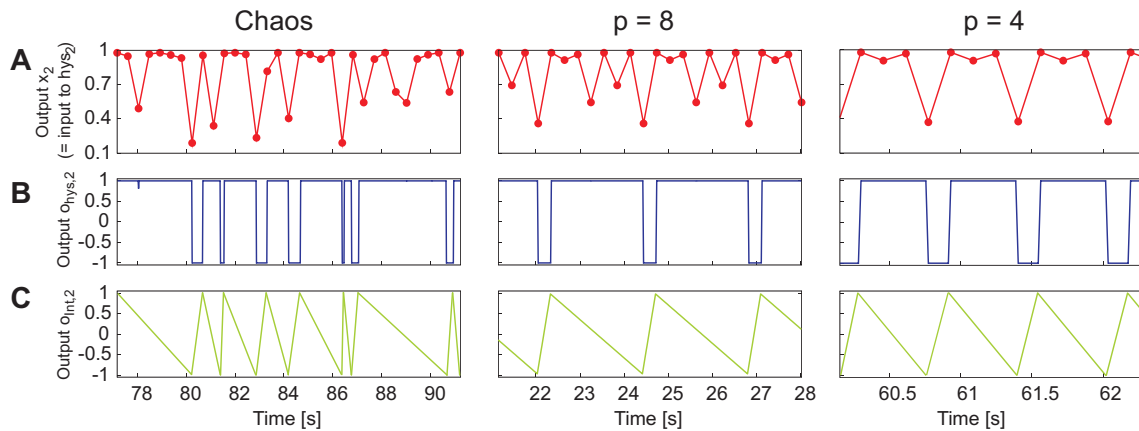 Chaos
p = 8
p = 4
A
Output x2
(= input to hys2)
1
0.7
0.4
0.1
B
Output ohys,2
1
0.5
0
-0.5
-1
C
Output oInt,2
1
0.5
0
-0.5
-1
78 80 82 84 86 88 90
22 23 24 25 26 27 28
60.5 61 61.5 62
Time [s]
Time [s]
Time [s]